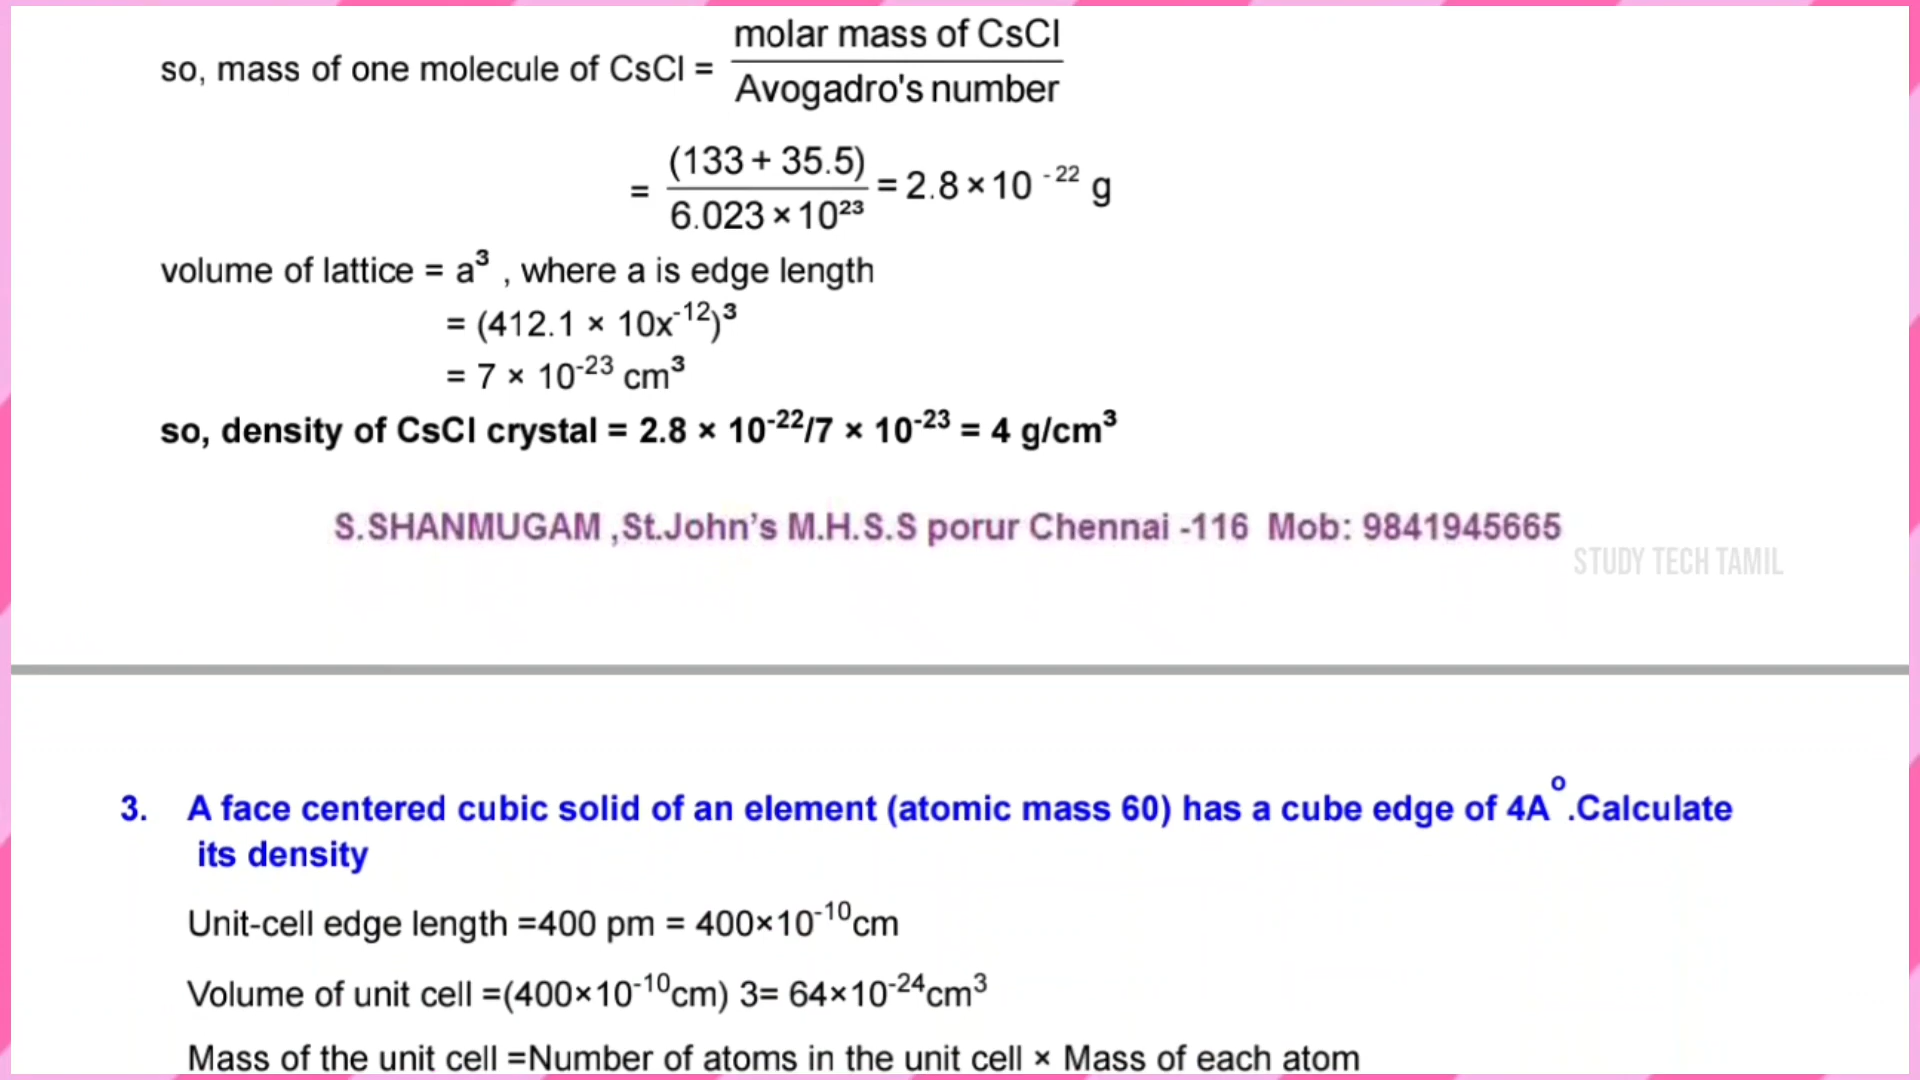 so, mass of one molecule of CsCl = molar mass of CsCl / Avogadro's number
= (133 + 35.5) / 6.023 × 10²³ = 2.8 × 10⁻²² g
volume of lattice = a³ , where a is edge length
= (412.1 × 10x⁻¹²)³
= 7 × 10⁻²³ cm³
so, density of CsCl crystal = 2.8 × 10⁻²²/7 × 10⁻²³ = 4 g/cm³
S.SHANMUGAM ,St.John's M.H.S.S porur Chennai -116 Mob: 9841945665
STUDY TECH TAMIL
3. A face centered cubic solid of an element (atomic mass 60) has a cube edge of 4A°.Calculate
its density
Unit-cell edge length =400 pm = 400×10⁻¹⁰cm
Volume of unit cell =(400×10⁻¹⁰cm) 3= 64×10⁻²⁴cm³
Mass of the unit cell =Number of atoms in the unit cell × Mass of each atom